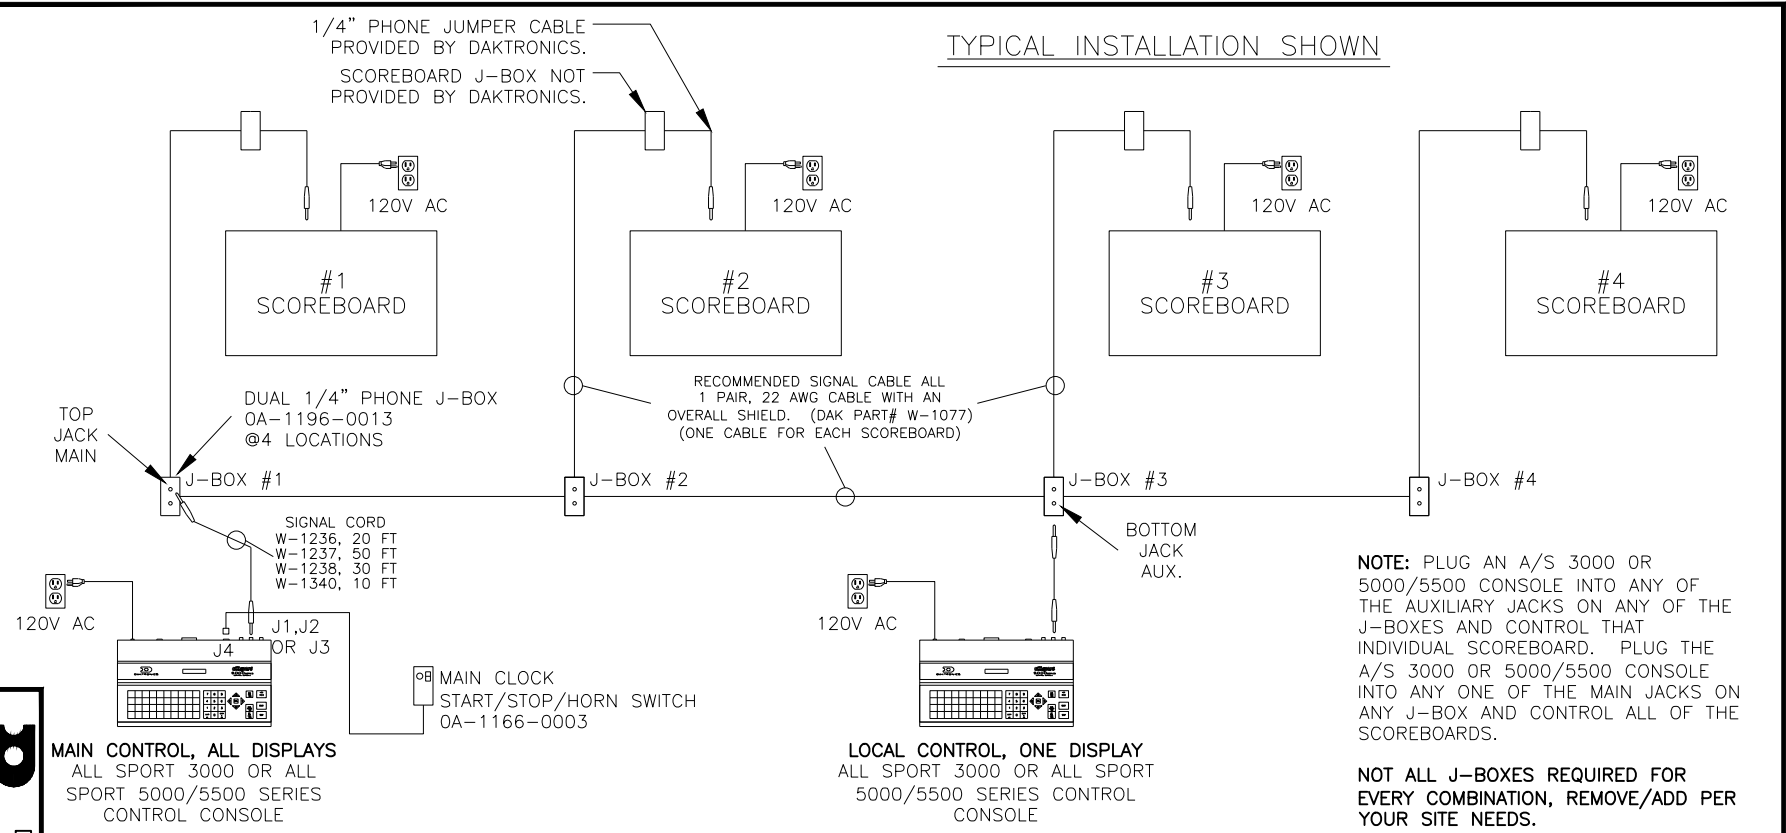 1/4" PHONE JUMPER CABLE
PROVIDED BY DAKTRONICS.
SCOREBOARD J-BOX NOT
PROVIDED BY DAKTRONICS.
TYPICAL INSTALLATION SHOWN
120V AC
120V AC
120V AC
120V AC
#1
SCOREBOARD
#2
SCOREBOARD
#3
SCOREBOARD
#4
SCOREBOARD
TOP
JACK
MAIN
DUAL 1/4" PHONE J-BOX
0A-1196-0013
@4 LOCATIONS
RECOMMENDED SIGNAL CABLE ALL
1 PAIR, 22 AWG CABLE WITH AN
OVERALL SHIELD. (DAK PART# W-1077)
(ONE CABLE FOR EACH SCOREBOARD)
J-BOX #1
J-BOX #2
J-BOX #3
J-BOX #4
SIGNAL CORD
W-1236, 20 FT
W-1237, 50 FT
W-1238, 30 FT
W-1340, 10 FT
BOTTOM
JACK
AUX.
120V AC
J1,J2
OR J3
J4
120V AC
MAIN CLOCK
START/STOP/HORN SWITCH
0A-1166-0003
MAIN CONTROL, ALL DISPLAYS
ALL SPORT 3000 OR ALL
SPORT 5000/5500 SERIES
CONTROL CONSOLE
LOCAL CONTROL, ONE DISPLAY
ALL SPORT 3000 OR ALL SPORT
5000/5500 SERIES CONTROL
CONSOLE
NOTE: PLUG AN A/S 3000 OR
5000/5500 CONSOLE INTO ANY OF
THE AUXILIARY JACKS ON ANY OF THE
J-BOXES AND CONTROL THAT
INDIVIDUAL SCOREBOARD. PLUG THE
A/S 3000 OR 5000/5500 CONSOLE
INTO ANY ONE OF THE MAIN JACKS ON
ANY J-BOX AND CONTROL ALL OF THE
SCOREBOARDS.
NOT ALL J-BOXES REQUIRED FOR
EVERY COMBINATION, REMOVE/ADD PER
YOUR SITE NEEDS.